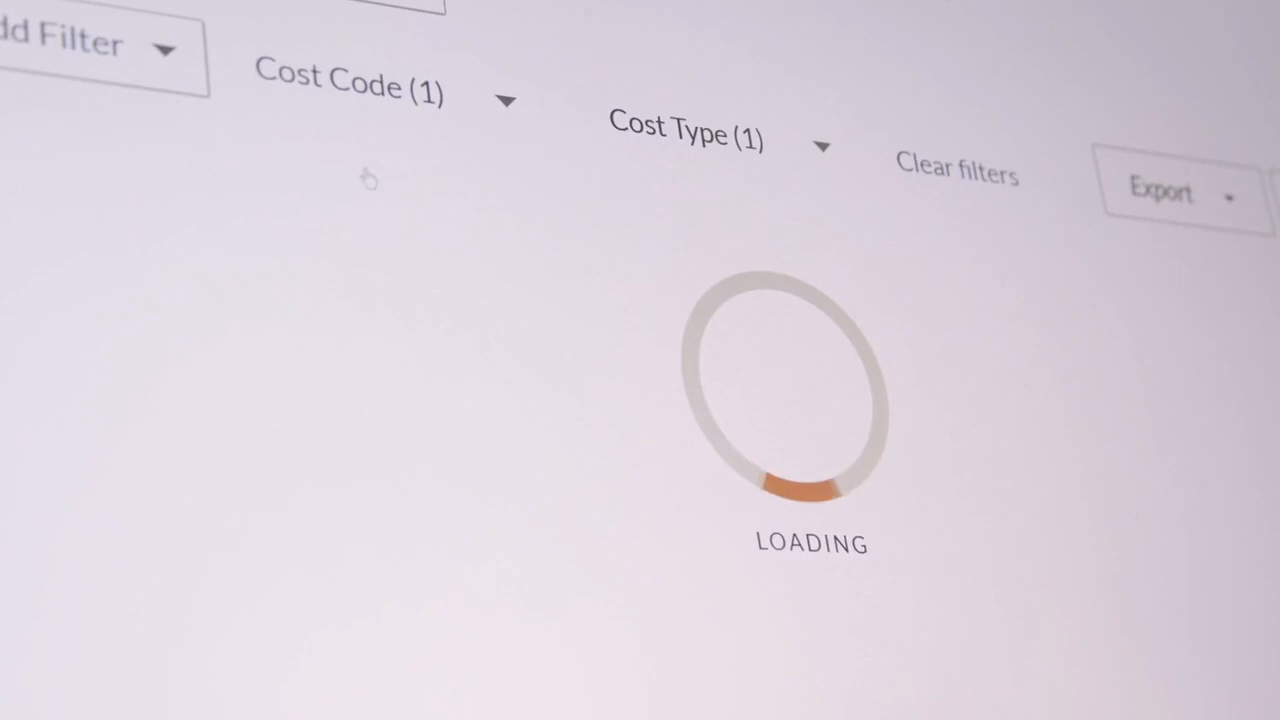 dd Filter
Cost Code (1)
Cost Type (1)
Clear filters
Export
LOADING